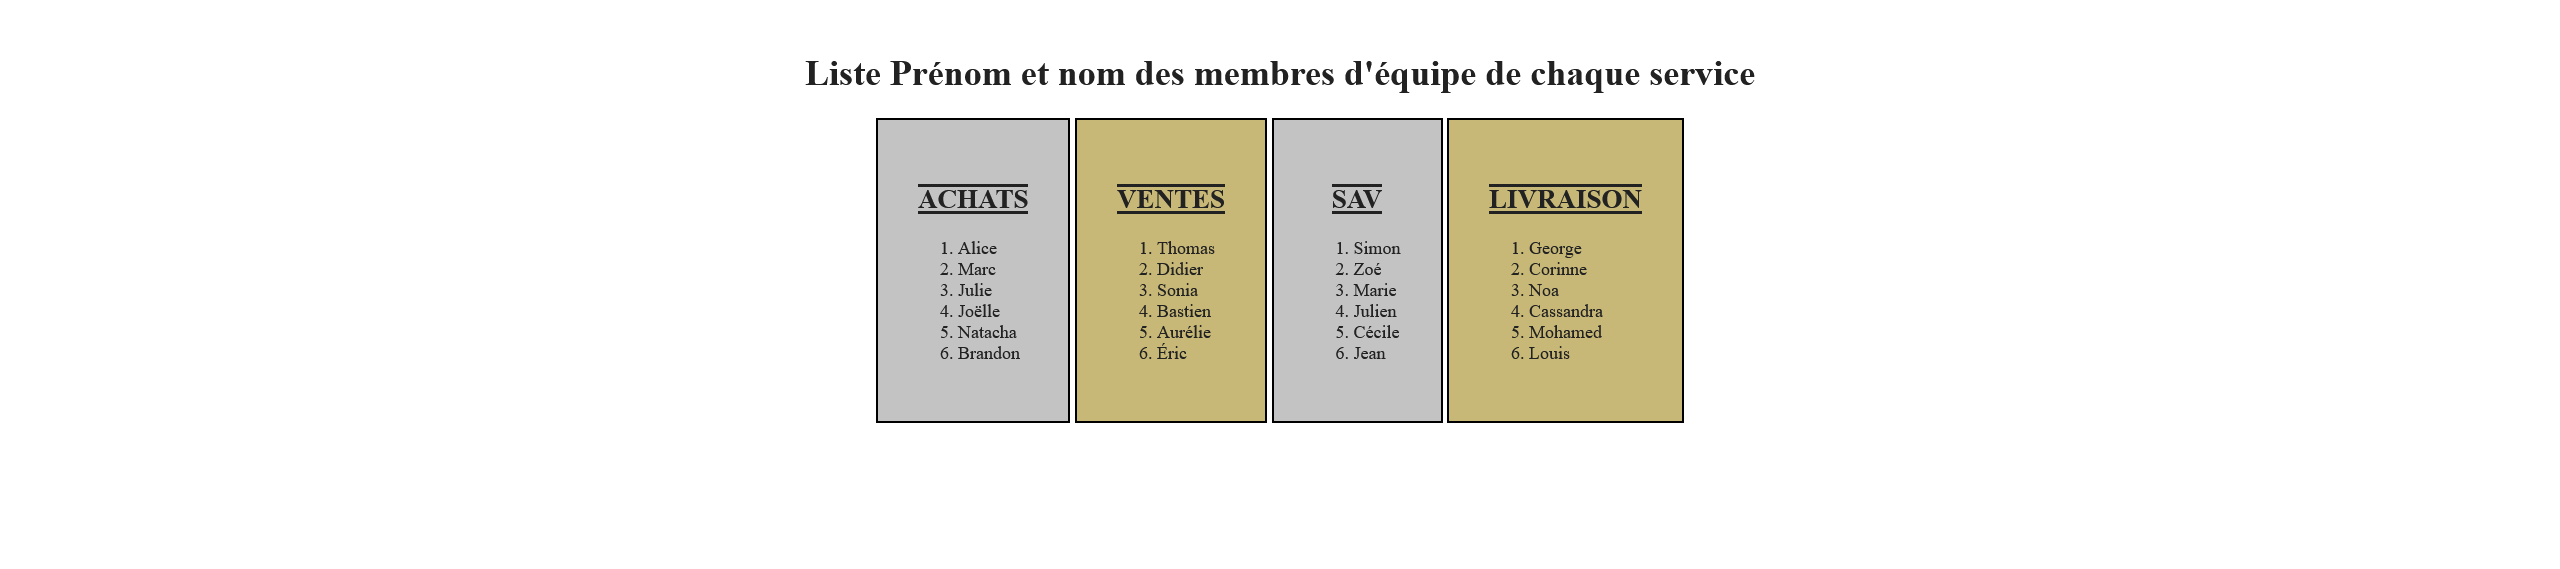 Liste Prénom et nom des membres d'équipe de chaque service
ACHATS
1. Alice
2. Marc
3. Julie
4. Joëlle
5. Natacha
6. Brandon
VENTES
1. Thomas
2. Didier
3. Sonia
4. Bastien
5. Aurélie
6. Éric
SAV
1. Simon
2. Zoé
3. Marie
4. Julien
5. Cécile
6. Jean
LIVRAISON
1. George
2. Corinne
3. Noa
4. Cassandra
5. Mohamed
6. Louis